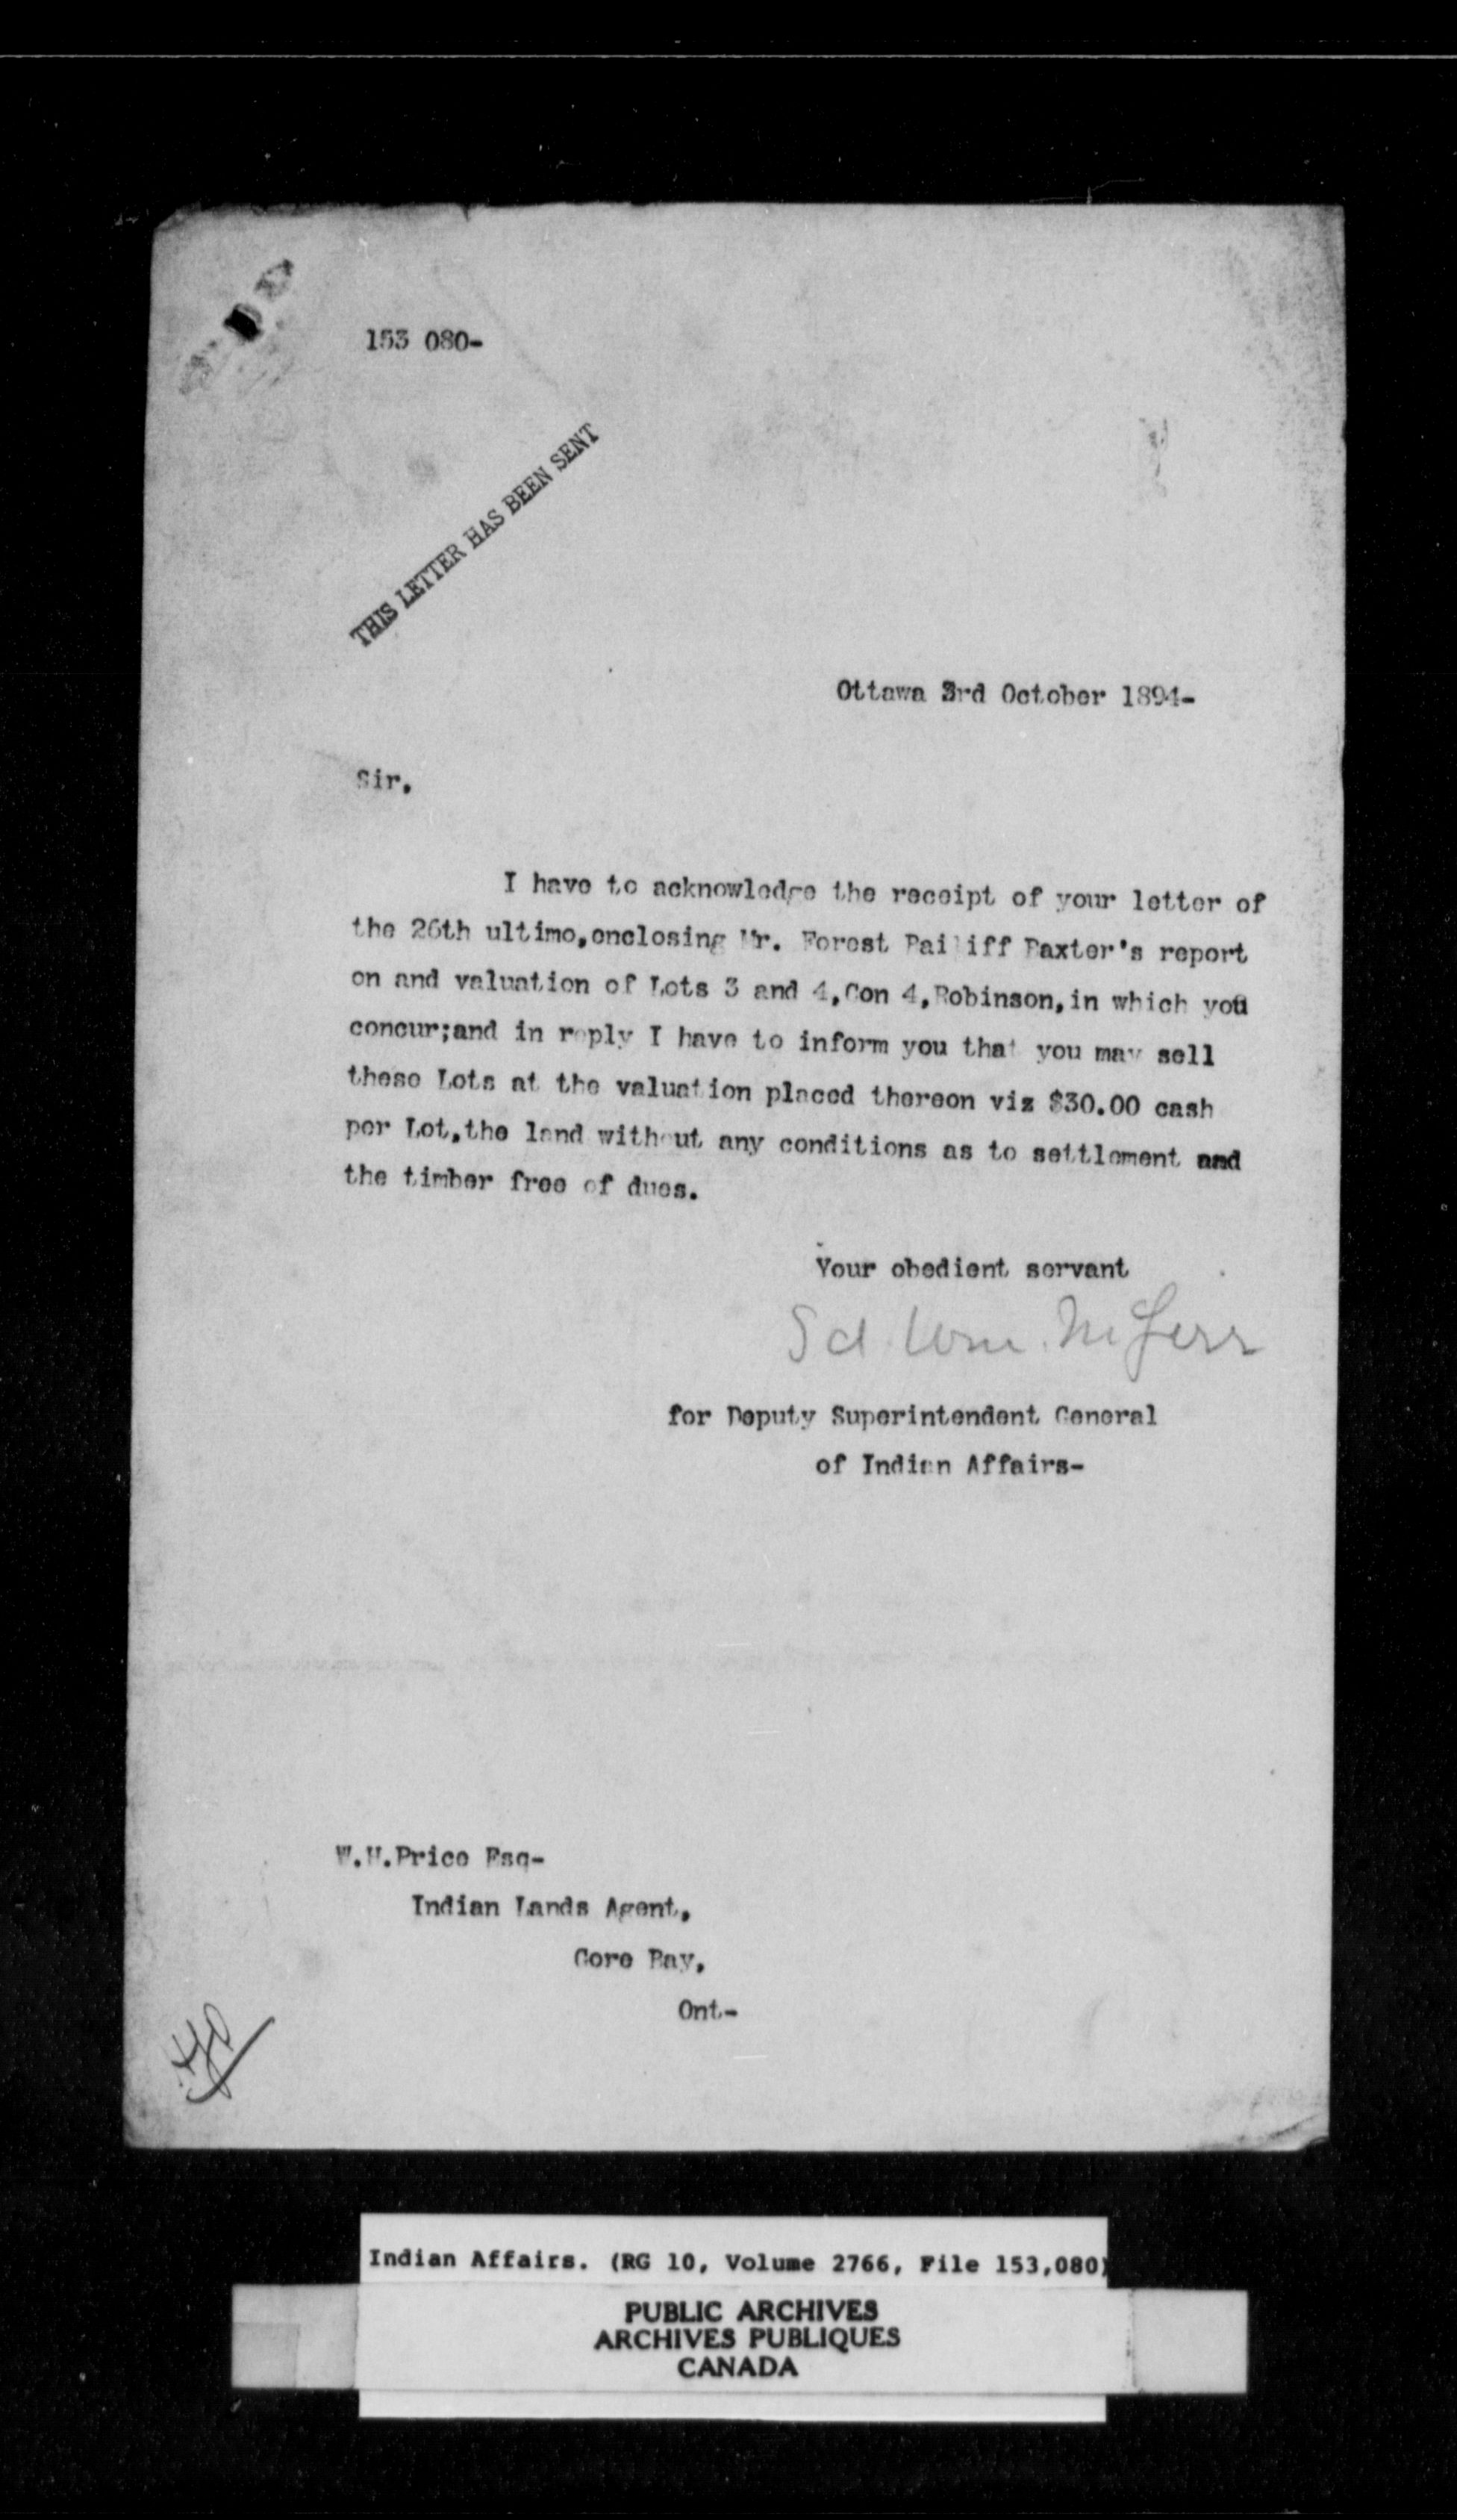 153 080-
THIS LETTER HAS BEEN SENT
Ottawa 3rd October 1894-
Sir,
I have to acknowledge the receipt of your letter of
the 26th ultimo,enclosing Mr. Forest Bailiff Baxter's report
on and valuation of Lots 3 and 4,Con 4,Robinson,in which you
concur;and in reply I have to inform you that you may sell
these Lots at the valuation placed thereon viz $30.00 cash
per Lot,the land without any conditions as to settlement and
the timber free of dues.
Your obedient servant
Sd Wm.
for Deputy Superintendent General
of Indian Affairs-
W.H.Price Esq-
Indian Lands Agent,
Gore Bay,
Ont-
Indian Affairs. (RG 10, Volume 2766, File 153,080)
PUBLIC ARCHIVES
ARCHIVES PUBLIQUES
CANADA